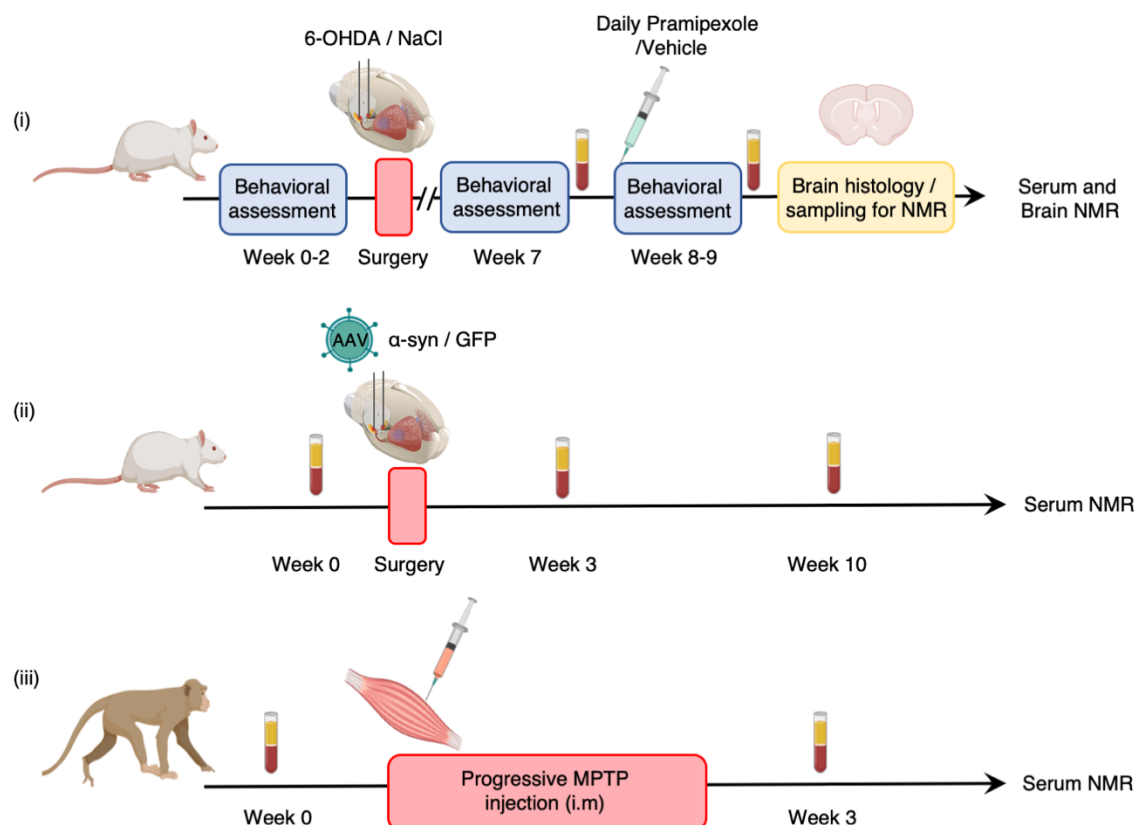 6-OHDA / NaCl
Daily Pramipexole
/Vehicle
(i)
Behavioral
assessment
Behavioral
assessment
Behavioral
assessment
Brain histology /
sampling for NMR
Serum and
Brain NMR
Week 0-2
Surgery
Week 7
Week 8-9
(ii)
AAV
α-syn / GFP
Serum NMR
Week 0
Surgery
Week 3
Week 10
(iii)
Progressive MPTP
injection (i.m)
Serum NMR
Week 0
Week 3